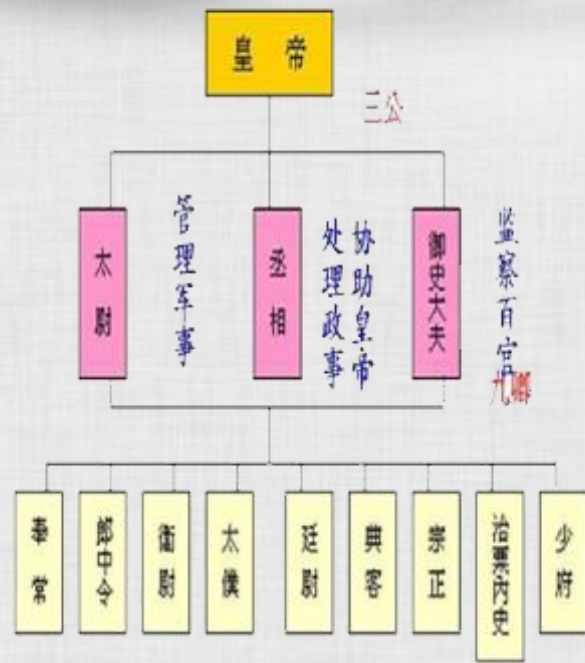 皇帝
三公
太尉
管理军事
丞相
协助皇帝
处理政事
御史大夫
监察百官
九卿
奉常
郎中令
衛尉
太僕
廷尉
典客
宗正
治粟內史
少府